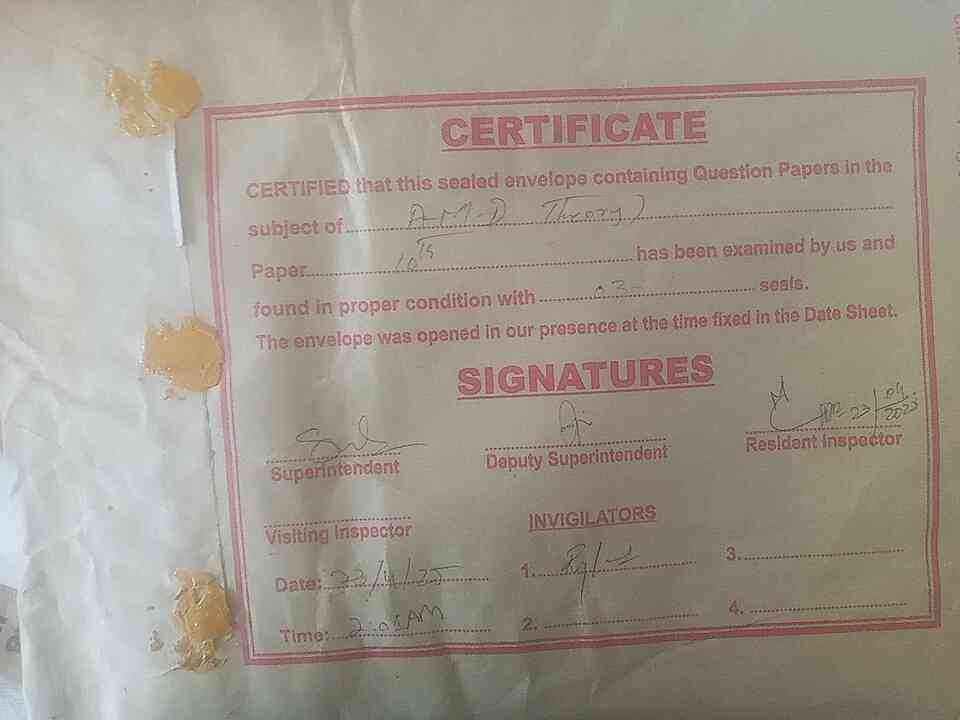 CERTIFICATE
CERTIFIED that this sealed envelope containing Question Papers in the
subject of A-M-D Theory)
Paper 10th has been examined by us and
found in proper condition with 03 seals.
The envelope was opened in our presence at the time fixed in the Date Sheet.
SIGNATURES
23/04/2023
Superintendent Deputy Superintendent Resident Inspector
Visiting Inspector
INVIGILATORS
Date: 1. 3.
Time: 2. 4.